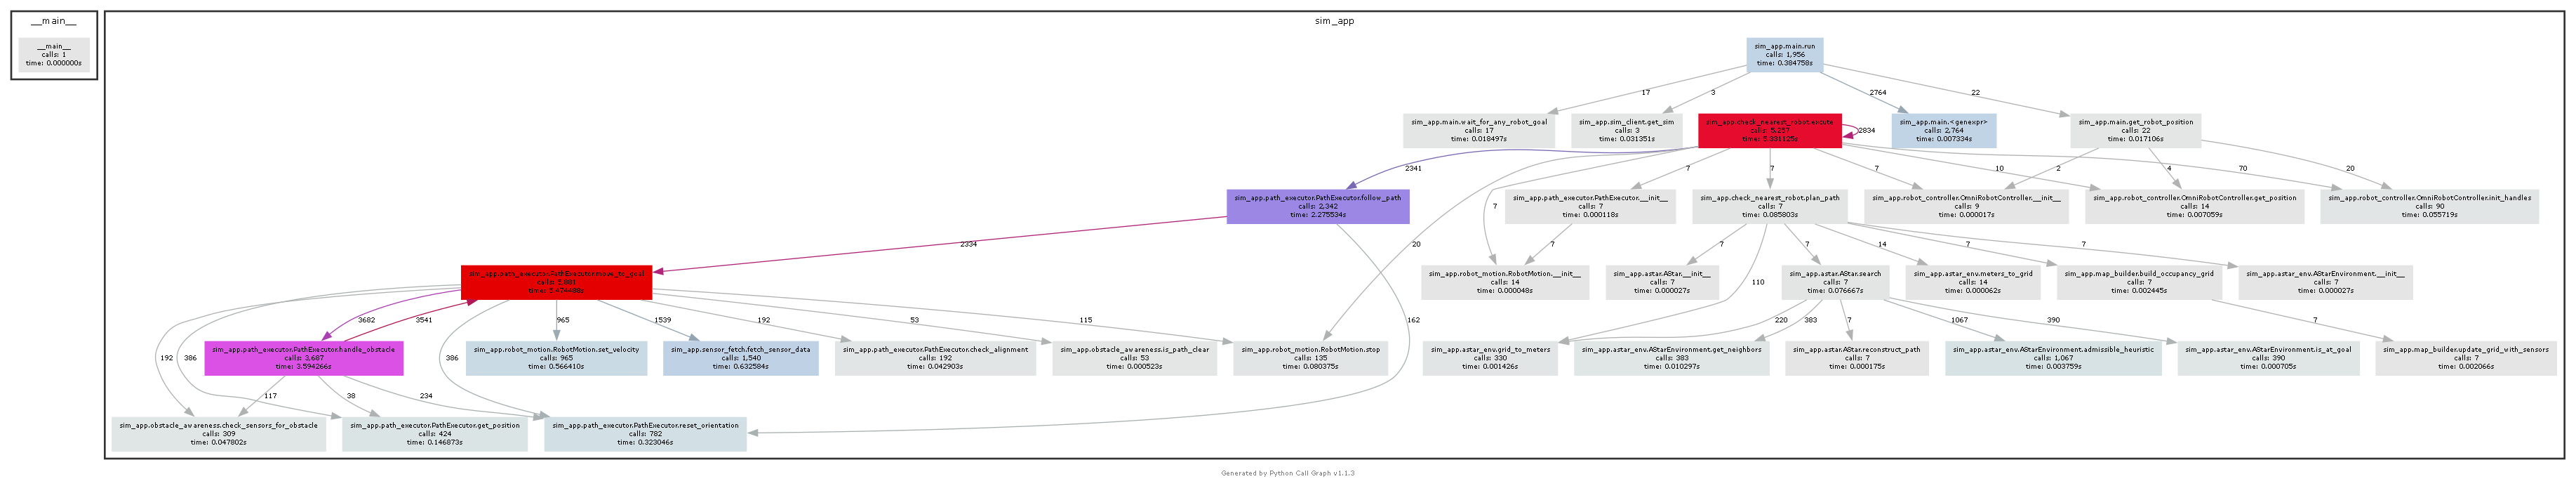 __main__
sim_app
__main__
calls: 1
time: 0.000000s
sim_app.main.run
calls: 1,956
time: 0.384758s
17
3
2764
22
sim_app.main.wait_for_any_robot_goal
calls: 17
time: 0.018497s
sim_app.sim_client.get_sim
calls: 3
time: 0.031351s
sim_app.check_nearest_robot.excute
calls: 5,257
time: 5.331125s
2834
sim_app.main.<genexpr>
calls: 2,764
time: 0.007334s
sim_app.main.get_robot_position
calls: 22
time: 0.017106s
2341
7
7
7
10
2
4
70
20
sim_app.path_executor.PathExecutor.follow_path
calls: 2,342
time: 2.275534s
7
sim_app.path_executor.PathExecutor.__init__
calls: 7
time: 0.000118s
sim_app.check_nearest_robot.plan_path
calls: 7
time: 0.085803s
sim_app.robot_controller.OmniRobotController.__init__
calls: 9
time: 0.000017s
sim_app.robot_controller.OmniRobotController.get_position
calls: 14
time: 0.007059s
sim_app.robot_controller.OmniRobotController.init_handles
calls: 90
time: 0.055719s
2334
20
7
7
7
14
7
7
sim_app.path_executor.PathExecutor.move_to_goal
calls: 5,881
time: 5.474488s
sim_app.robot_motion.RobotMotion.__init__
calls: 14
time: 0.000048s
110
sim_app.astar.AStar.__init__
calls: 7
time: 0.000027s
sim_app.astar.AStar.search
calls: 7
time: 0.076667s
sim_app.astar_env.meters_to_grid
calls: 14
time: 0.000062s
sim_app.map_builder.build_occupancy_grid
calls: 7
time: 0.002445s
sim_app.astar_env.AStarEnvironment.__init__
calls: 7
time: 0.000027s
3682
3541
965
1539
192
53
115
162
220
383
7
1067
390
7
192
386
sim_app.path_executor.PathExecutor.handle_obstacle
calls: 3,687
time: 3.594266s
386
sim_app.robot_motion.RobotMotion.set_velocity
calls: 965
time: 0.566410s
sim_app.sensor_fetch.fetch_sensor_data
calls: 1,540
time: 0.632584s
sim_app.path_executor.PathExecutor.check_alignment
calls: 192
time: 0.042903s
sim_app.obstacle_awareness.is_path_clear
calls: 53
time: 0.000523s
sim_app.robot_motion.RobotMotion.stop
calls: 135
time: 0.080375s
sim_app.astar_env.grid_to_meters
calls: 330
time: 0.001426s
sim_app.astar_env.AStarEnvironment.get_neighbors
calls: 383
time: 0.010297s
sim_app.astar.AStar.reconstruct_path
calls: 7
time: 0.000175s
sim_app.astar_env.AStarEnvironment.admissible_heuristic
calls: 1,067
time: 0.003759s
sim_app.astar_env.AStarEnvironment.is_at_goal
calls: 390
time: 0.000705s
sim_app.map_builder.update_grid_with_sensors
calls: 7
time: 0.002066s
117
38
234
sim_app.obstacle_awareness.check_sensors_for_obstacle
calls: 309
time: 0.047802s
sim_app.path_executor.PathExecutor.get_position
calls: 424
time: 0.146873s
sim_app.path_executor.PathExecutor.reset_orientation
calls: 782
time: 0.323046s
Generated by Python Call Graph v1.1.3